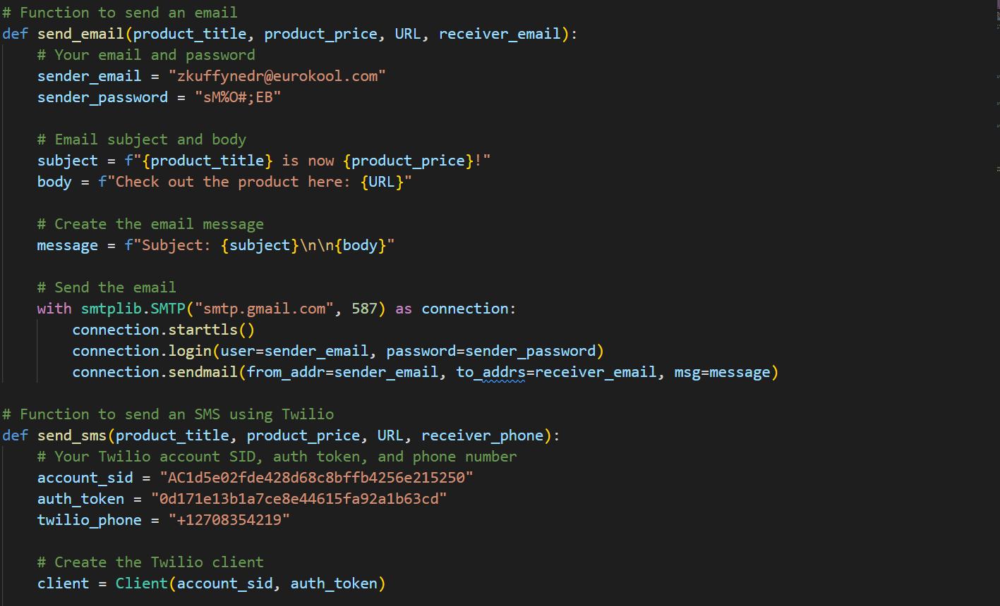 # Function to send an email
def send_email(product_title, product_price, URL, receiver_email):
    # Your email and password
    sender_email = "zkuffynedr@eurokool.com"
    sender_password = "sM%O#;EB"

    # Email subject and body
    subject = f"{product_title} is now {product_price}!"
    body = f"Check out the product here: {URL}"

    # Create the email message
    message = f"Subject: {subject}\n\n{body}"

    # Send the email
    with smtplib.SMTP("smtp.gmail.com", 587) as connection:
        connection.starttls()
        connection.login(user=sender_email, password=sender_password)
        connection.sendmail(from_addr=sender_email, to_addrs=receiver_email, msg=message)

# Function to send an SMS using Twilio
def send_sms(product_title, product_price, URL, receiver_phone):
    # Your Twilio account SID, auth token, and phone number
    account_sid = "AC1d5e02fde428d68c8bffb4256e215250"
    auth_token = "0d171e13b1a7ce8e44615fa92a1b63cd"
    twilio_phone = "+12708354219"

    # Create the Twilio client
    client = Client(account_sid, auth_token)